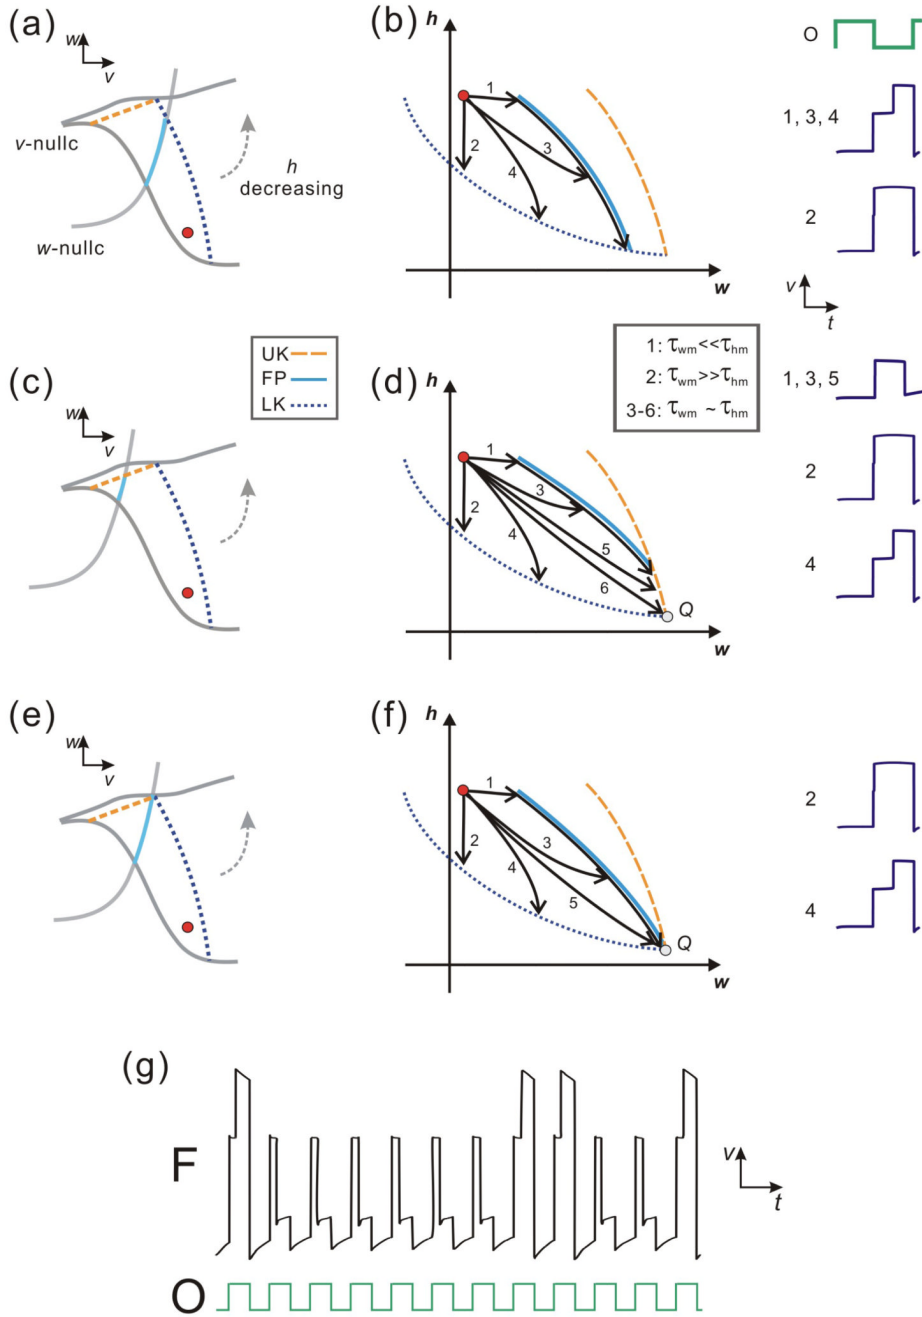 (a)
w
v
v-nullc
h
decreasing
w-nullc
(b)
h
1
2
3
4
w
O
1, 3, 4
2
v
t
UK
FP
LK
1: τwm<<τhm
2: τwm>>τhm
3-6: τwm ~ τhm
(c)
w
v
(d)
h
1
2
3
4
5
6
Q
w
1, 3, 5
2
4
(e)
w
v
(f)
h
1
2
3
4
5
Q
w
2
4
(g)
F
v
t
O